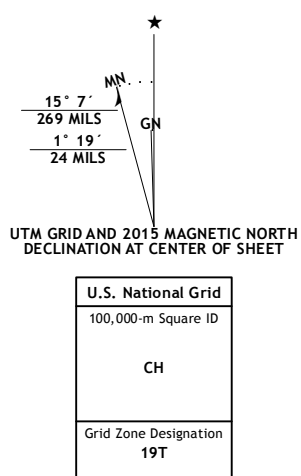 ★
MN
15° 7´
269 MILS
GN
1° 19´
24 MILS
UTM GRID AND 2015 MAGNETIC NORTH
DECLINATION AT CENTER OF SHEET
U.S. National Grid
100,000-m Square ID
CH
Grid Zone Designation
19T